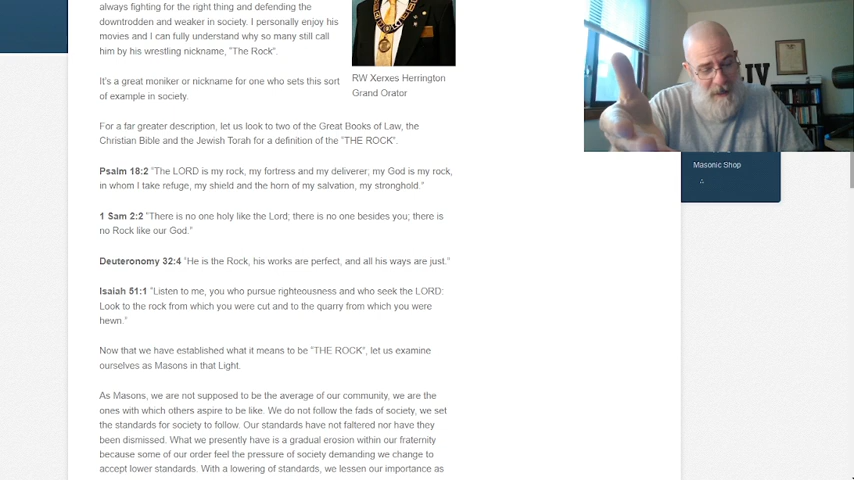 always fighting for the right thing and defending the
downtrodden and weaker in society. I personally enjoy his
movies and I can fully understand why so many still call
him by his wrestling nickname, "The Rock".
RW Xerxes Herrington
Grand Orator
It's a great moniker or nickname for one who sets this sort
of example in society.
For a far greater description, let us look to two of the Great Books of Law, the
Christian Bible and the Jewish Torah for a definition of the "THE ROCK".
Psalm 18:2 "The LORD is my rock, my fortress and my deliverer; my God is my rock,
in whom I take refuge, my shield and the horn of my salvation, my stronghold."
1 Sam 2:2 "There is no one holy like the Lord; there is no one besides you; there is
no Rock like our God."
Deuteronomy 32:4 "He is the Rock, his works are perfect, and all his ways are just."
Isaiah 51:1 "Listen to me, you who pursue righteousness and who seek the LORD:
Look to the rock from which you were cut and to the quarry from which you were
hewn."
Now that we have established what it means to be "THE ROCK", let us examine
ourselves as Masons in that Light.
As Masons, we are not supposed to be the average of our community, we are the
ones with which others aspire to be like. We do not follow the fads of society, we set
the standards for society to follow. Our standards have not faltered nor have they
been dismissed. What we presently have is a gradual erosion within our fraternity
because some of our order feel the pressure of society demanding we change to
accept lower standards. With a lowering of standards, we lessen our importance as
LIV
Masonic Shop